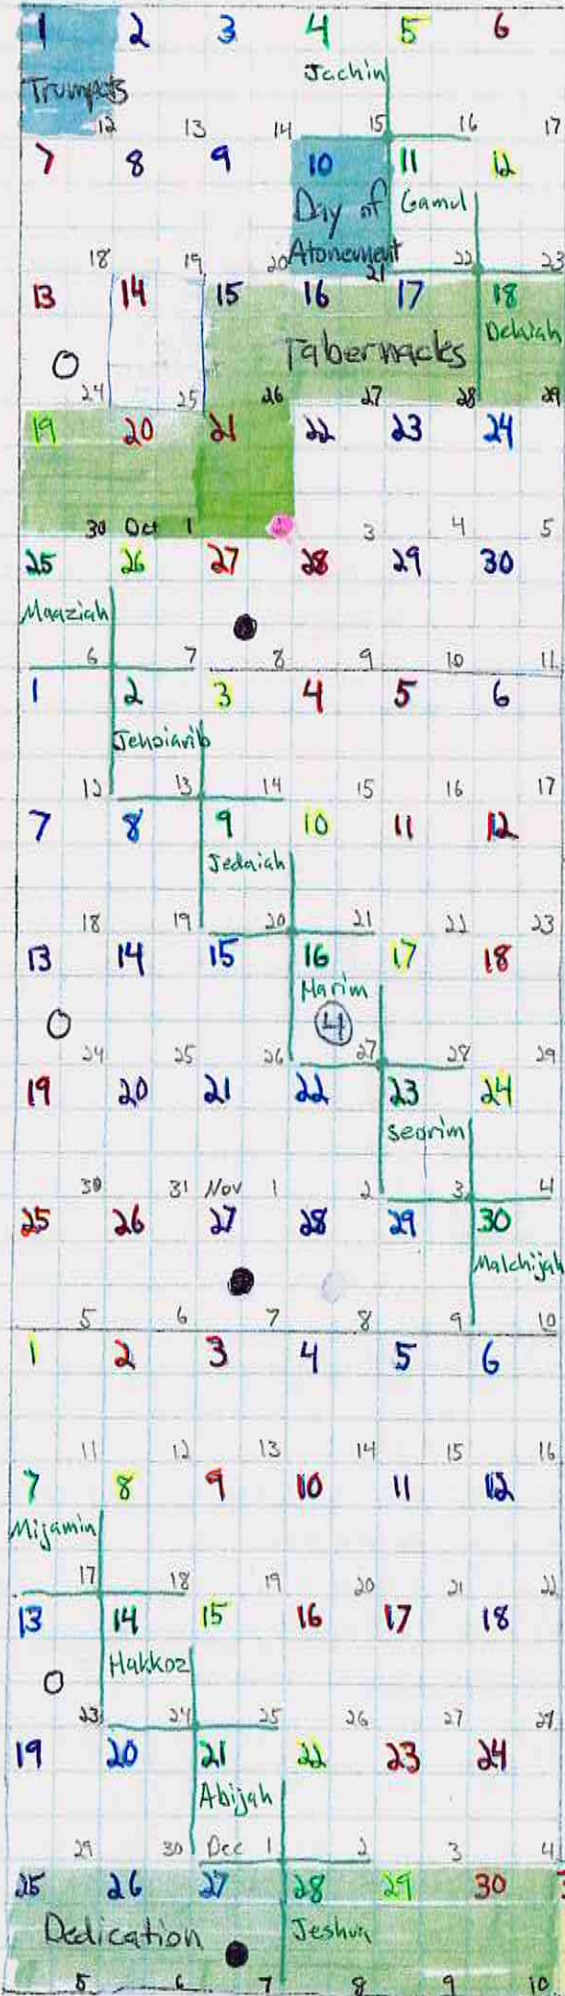 1 2 3 4 5 6
Jachin
Trumpets
12 13 14 15 16 17
7 8 9 10 11 12
Day of Gamul
Atonement
18 19 20 21 22 23
13 14 15 16 17 18
Tabernacles Delaiah
24 25 26 27 28 29
19 20 21 22 23 24
30 Oct 1 3 4 5
25 26 27 28 29 30
Maaziah
6 7 8 9 10 11
1 2 3 4 5 6
Jehoiarib
12 13 14 15 16 17
7 8 9 10 11 12
Jedaiah
18 19 20 21 22 23
13 14 15 16 17 18
Harim
4
24 25 26 27 28 29
19 20 21 22 23 24
Seorim
30 31 Nov 1 2 3 4
25 26 27 28 29 30
Malchijah
5 6 7 8 9 10
1 2 3 4 5 6
11 12 13 14 15 16
7 8 9 10 11 12
Mijamin
17 18 19 20 21 22
13 14 15 16 17 18
Hakkoz
23 24 25 26 27 28
19 20 21 22 23 24
Abijah
29 30 Dec 1 2 3 4
25 26 27 28 29 30
Dedication Jeshua
5 6 7 8 9 10